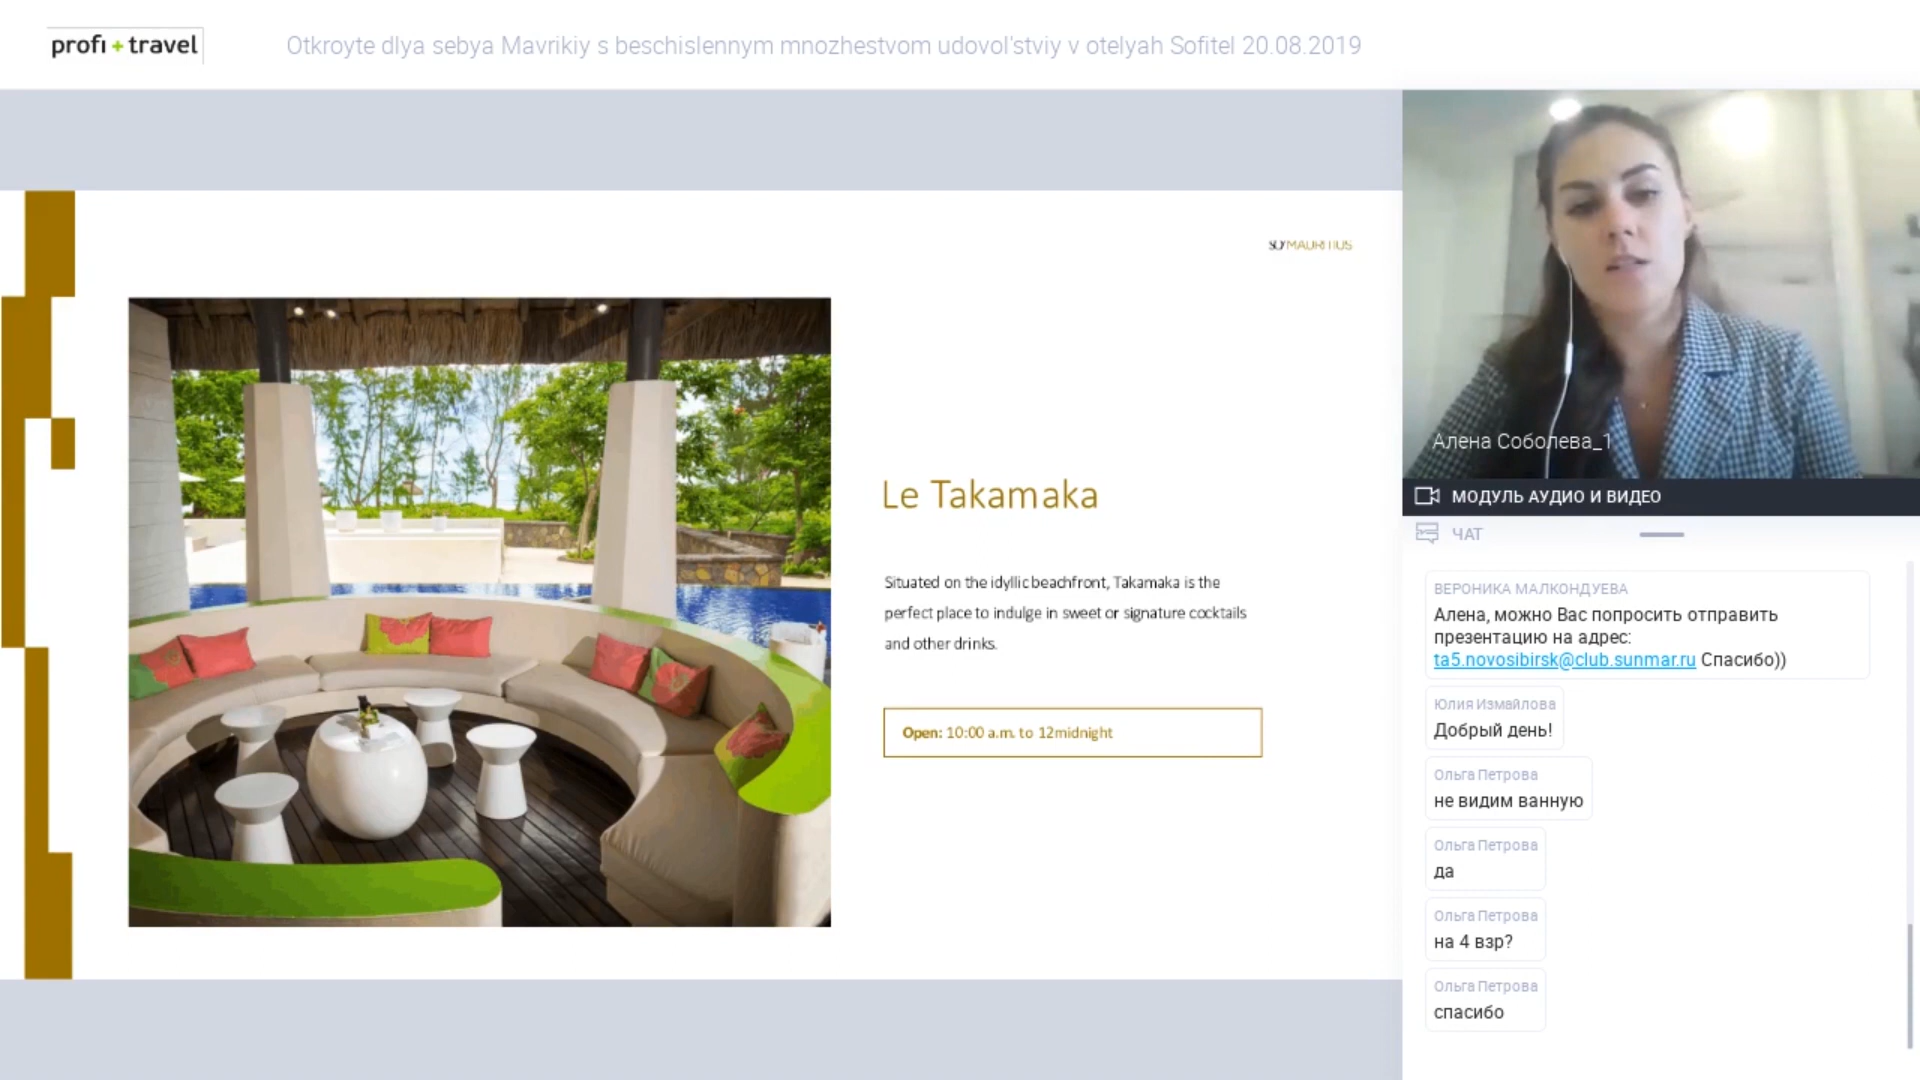 profi + travel
Otkroyte dlya sebya Mavrikiy s beschislennym mnozhestvom udovol'stviy v otelyah Sofitel 20.08.2019
SO/ MAURITIUS
Le Takamaka
Situated on the idyllic beachfront, Takamaka is the
perfect place to indulge in sweet or signature cocktails
and other drinks.
Open: 10:00 a.m. to 12midnight
Алена Соболева_1
МОДУЛЬ АУДИО И ВИДЕО
ЧАТ
ВЕРОНИКА МАЛКОНДУЕВА
Алена, можно Вас попросить отправить
презентацию на адрес:
ta5.novosibirsk@club.sunmar.ru Спасибо))
Юлия Измайлова
Добрый день!
Ольга Петрова
не видим ванную
Ольга Петрова
да
Ольга Петрова
на 4 взр?
Ольга Петрова
спасибо